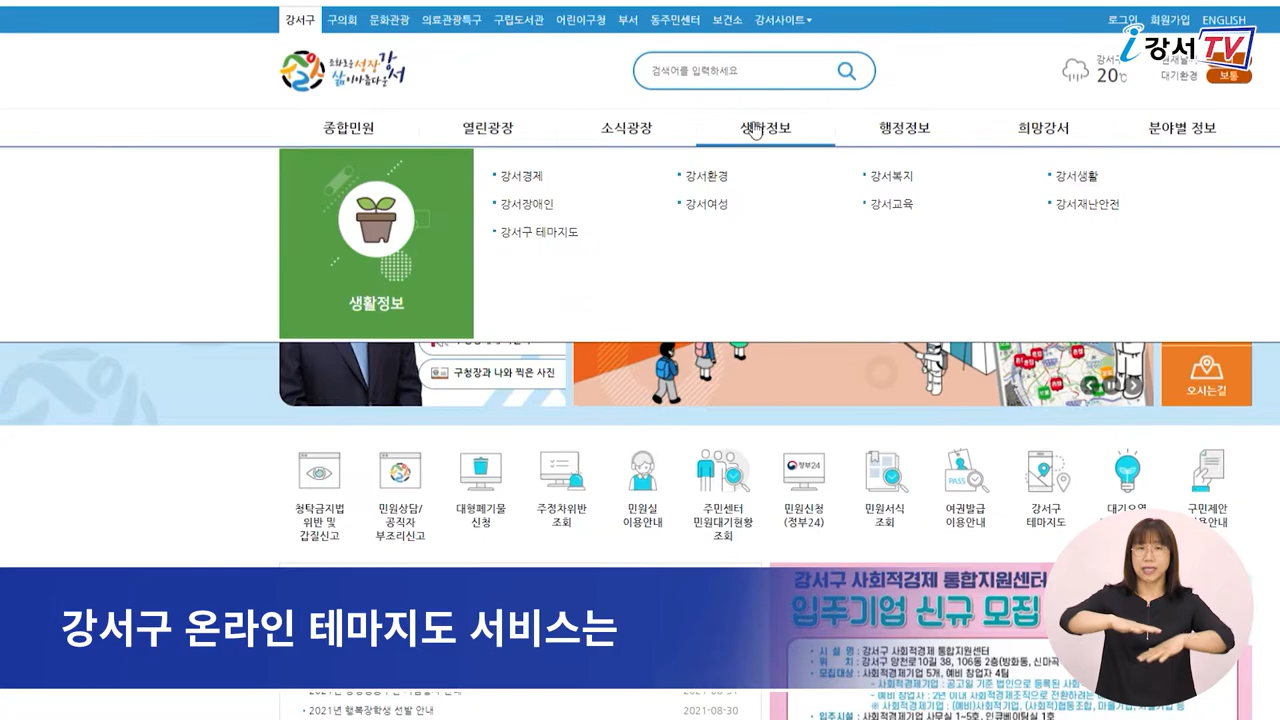 강서구 구의회 문화관광 의료관광특구 구립도서관 어린이구청 부서 동주민센터 보건소 강서사이트 로그인 회원가입 ENGLISH
i강서TV
조화로운 성장 강서
삶이 아름다운
검색어를 입력하세요
20℃
대기환경 보통
종합민원 열린광장 소식광장 생활정보 행정정보 희망강서 분야별 정보
강서경제 강서환경 강서복지 강서생활
강서장애인 강서여성 강서교육 강서재난안전
강서구 테마지도
생활정보
구청장과 나와 찍은 사진
오시는길
정부24
PASS
청탁금지법 위반 및 갑질신고
민원상담/ 공직자 부조리신고
대형폐기물 신청
주정차위반 조회
민원실 이용안내
주민센터 민원대기현황 조회
민원신청 (정부24)
민원서식 조회
여권발급 이용안내
강서구 테마지도
구민제안
강서구 온라인 테마지도 서비스는
강서구 사회적경제 통합지원센터
입주기업 신규 모집
시 설 명 : 강서구 사회적경제 통합지원센터
위 치 : 강서구 양천로10길 38, 106동 2층(방화동, 신마곡
모집대상 : 사회적경제기업 5개, 예비 창업자 4팀
- 사회적경제기업 : 공고일 기준 법인으로 등록된 사회
- 예비 창업자 : 2년 이내 사회적경제조직으로 전환하려는
※ 사회적경제기업 : (예비)사회적기업, (사회적)협동조합, 마을기업, 자활기업 등
입주시설 : 사회적경제기업 사무실 1~5호, 인큐베이팅실 1호
2021년 행복장학생 선발 안내 2021-08-30